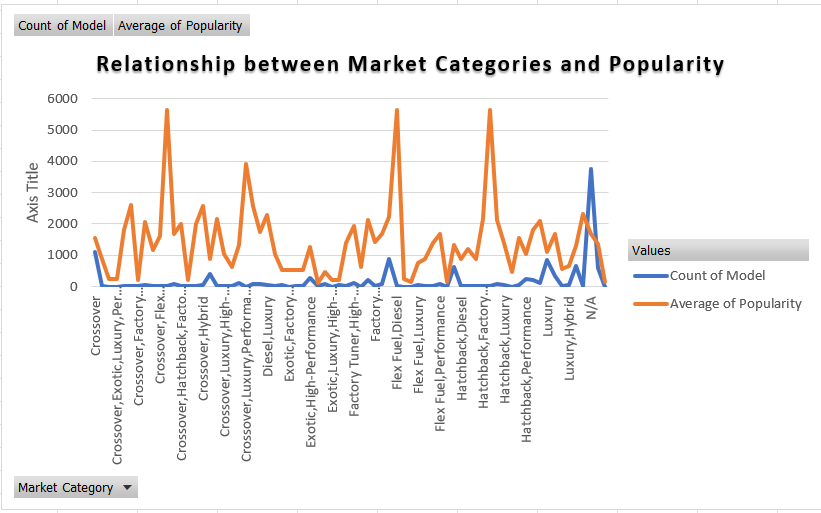 Count of Model Average of Popularity
Relationship between Market Categories and Popularity
6000
5000
4000
3000
2000
1000
0
Axis Title
Crossover
Crossover,Exotic,Luxury,Per…
Crossover,Factory…
Crossover,Flex…
Crossover,Hatchback,Facto…
Crossover,Hybrid
Crossover,Luxury,High-…
Crossover,Luxury,Performa…
Diesel,Luxury
Exotic,Factory…
Exotic,High-Performance
Exotic,Luxury,High-…
Factory Tuner,High-…
Factory…
Flex Fuel,Diesel
Flex Fuel,Luxury
Flex Fuel,Performance
Hatchback,Diesel
Hatchback,Factory…
Hatchback,Luxury
Hatchback,Performance
Luxury
Luxury,Hybrid
N/A
Values
Count of Model
Average of Popularity
Market Category